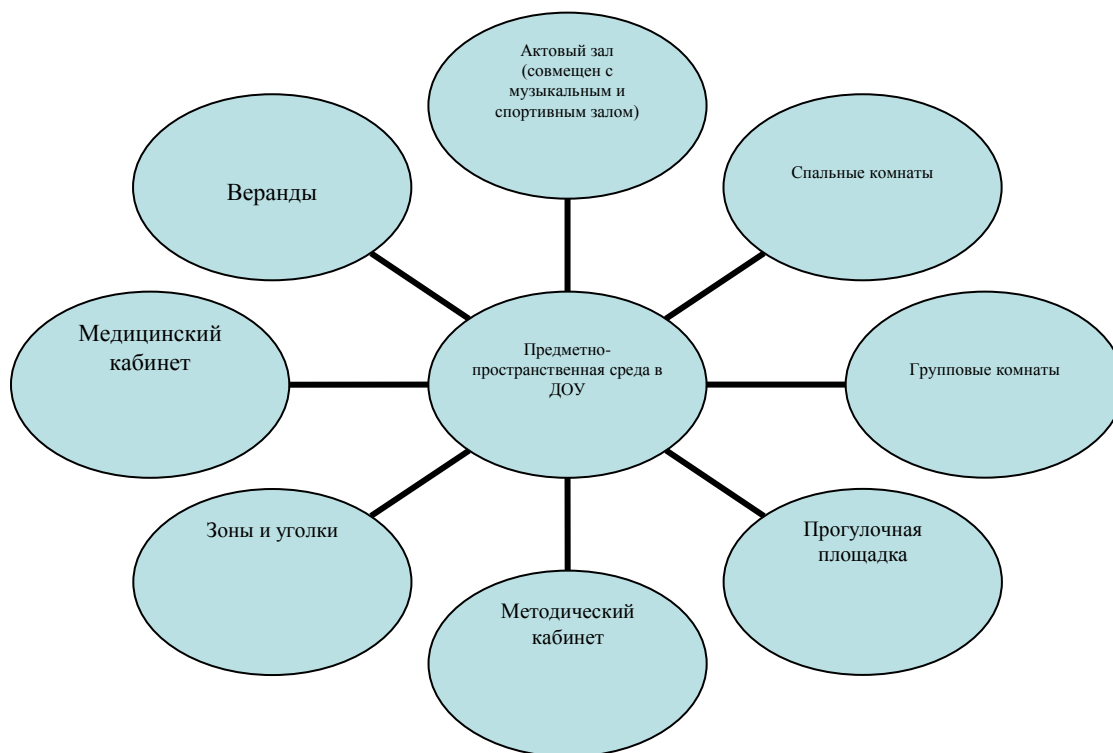 Актовый зал
(совмещен с
музыкальным и
спортивным залом)
Веранды
Спальные комнаты
Медицинский
кабинет
Предметно-
пространственная среда в
ДОУ
Групповые комнаты
Зоны и уголки
Прогулочная
площадка
Методический
кабинет